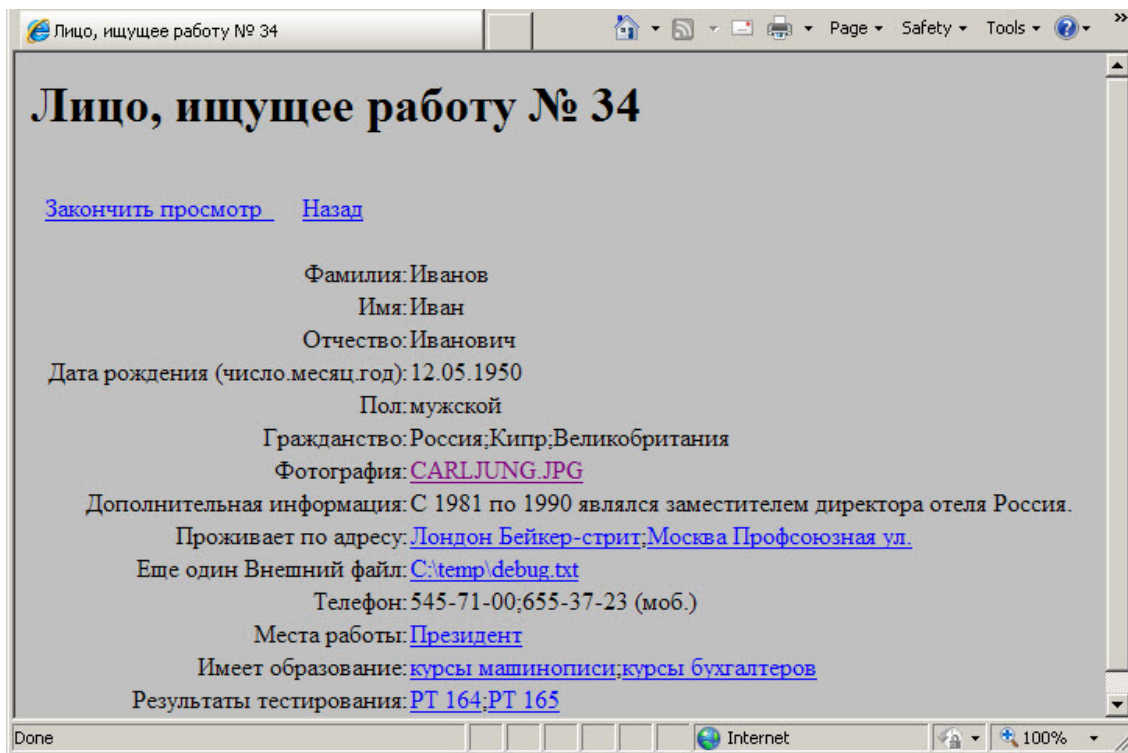 Лицо, ищущее работу № 34 Page Safety Tools
Лицо, ищущее работу № 34
Закончить просмотр Назад
Фамилия:Иванов
Имя:Иван
Отчество:Иванович
Дата рождения (число.месяц.год):12.05.1950
Пол:мужской
Гражданство:Россия;Кипр;Великобритания
Фотография:CARLJUNG.JPG
Дополнительная информация:С 1981 по 1990 являлся заместителем директора отеля Россия.
Проживает по адресу:Лондон Бейкер-стрит;Москва Профсоюзная ул.
Еще один Внешний файл:C:\temp\debug.txt
Телефон:545-71-00;655-37-23 (моб.)
Места работы:Президент
Имеет образование:курсы машинописи;курсы бухгалтеров
Результаты тестирования:РТ 164;РТ 165
Done Internet 100%